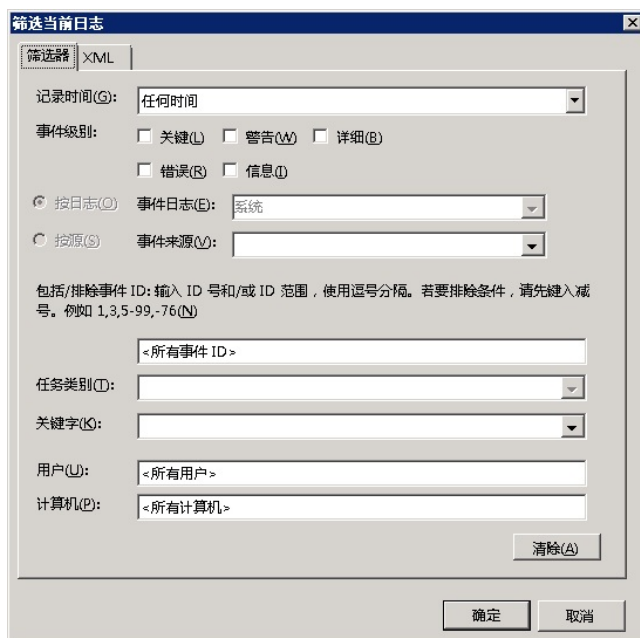 筛选当前日志
筛选器 XML
记录时间(G): 任何时间
事件级别: 关键(L) 警告(W) 详细(B)
错误(R) 信息(I)
按日志(O) 事件日志(E): 系统
按源(S) 事件来源(V):
包括/排除事件 ID: 输入 ID 号和/或 ID 范围，使用逗号分隔。若要排除条件，请先键入减
号。例如 1,3,5-99,-76(N)
<所有事件 ID>
任务类别(T):
关键字(K):
用户(U): <所有用户>
计算机(P): <所有计算机>
清除(A)
确定 取消